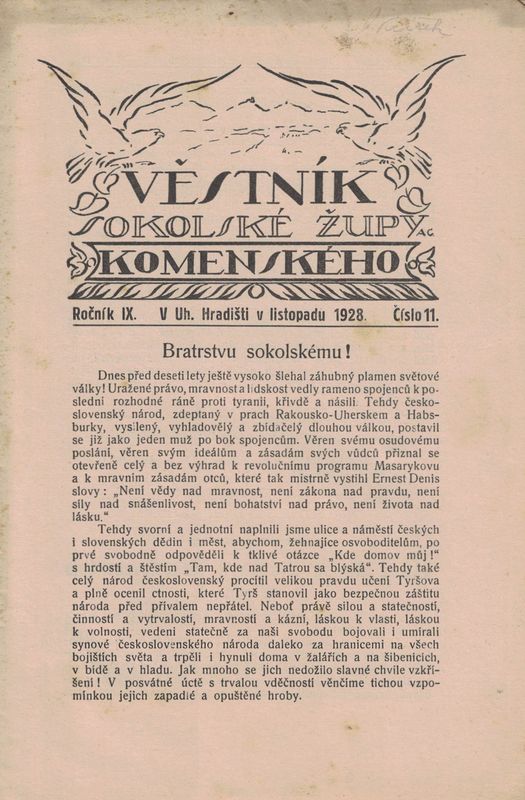 VĚSTNÍK
SOKOLSKÉ ŽUPY
AG
KOMENSKÉHO
Ročník IX. V Uh. Hradišti v listopadu 1928. Číslo 11.
Bratrstvu sokolskému!
Dnes před deseti lety ještě vysoko šlehal záhubný plamen světové
války! Uražené právo, mravnost a lidskost vedly rameno spojenců k po-
slední rozhodné ráně proti tyranii, křivdě a násilí. Tehdy česko-
slovenský národ, zdeptaný v prach Rakousko-Uherskem a Habs-
burky, vysílený, vyhladovělý a zbídačelý dlouhou válkou, postavil
se již jako jeden muž po bok spojencům. Věren svému osudovému
poslání, věren svým ideálům a zásadám svých vůdců přiznal se
otevřeně celý a bez výhrad k revolučnímu programu Masarykovu
a k mravním zásadám otců, které tak mistrně vystihl Ernest Denis
slovy: „Není vědy nad mravnost, není zákona nad pravdu, není
síly nad snášenlivost, není bohatství nad právo, není života nad
lásku.“
Tehdy svorni a jednotni naplnili jsme ulice a náměstí českých
i slovenských dědin i měst, abychom, žehnajíce osvoboditelům, po
prvé svobodně odpověděli k tklivé otázce „Kde domov můj!“
s hrdostí a štěstím „Tam, kde nad Tatrou sa blýská“. Tehdy také
celý národ československý procítil velikou pravdu učení Tyršova
a plně ocenil ctnosti, které Tyrš stanovil jako bezpečnou záštitu
národa před přívalem nepřátel. Neboť právě silou a statečností,
činností a vytrvalostí, mravností a kázní, láskou k vlasti, láskou
k volnosti, vedeni statečně za naši svobodu bojovali i umírali
synové československého národa daleko za hranicemi na všech
bojištích světa a trpěli i hynuli doma v žalářích a na šibenicích,
v bídě a v hladu. Jak mnoho se jich nedožilo slavné chvíle vzkří-
šení! V posvátné úctě s trvalou vděčností věnčíme tichou vzpo-
mínkou jejich zapadlé a opuštěné hroby.